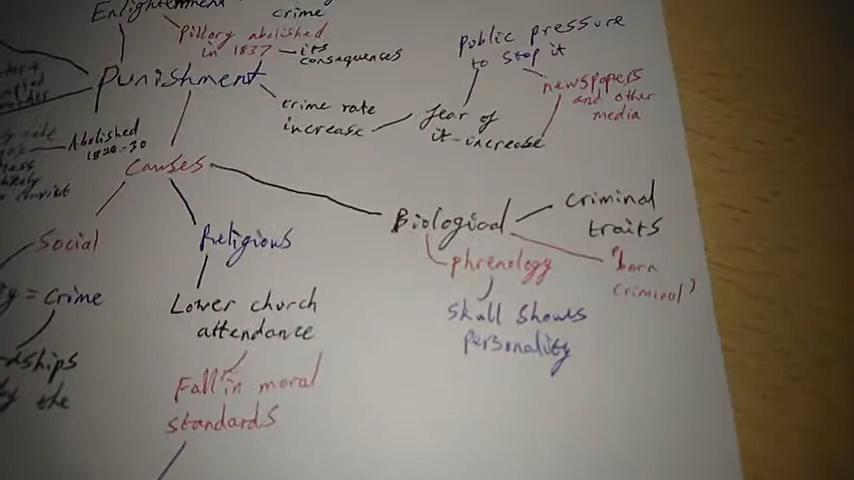 Enlightenment
crime
Pillory abolished
in 1837
its
consequences
Punishment
crime rate
increase
fear of
it increase
public pressure
to stop it
newspapers
and other
media
Abolished
1820-30
causes
Social
Religious
Biological
criminal
traits
phrenology
"born
criminal"
skull shows
personality
= Crime
Lower church
attendance
Fall in moral
standards
the